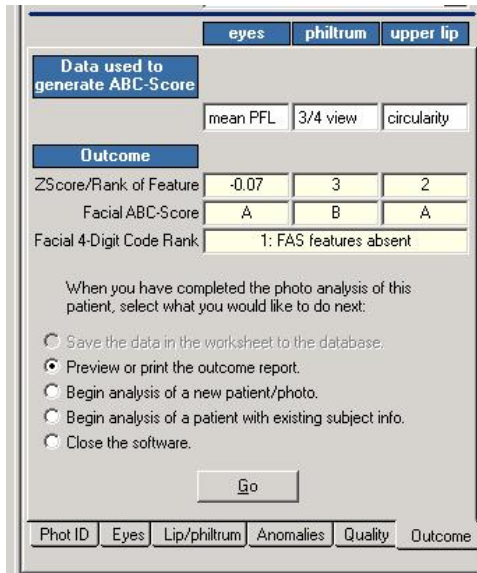 eyes philtrum upper lip
Data used to
generate ABC-Score
mean PFL 3/4 view circularity
Outcome
ZScore/Rank of Feature -0.07 3 2
Facial ABC-Score A B A
Facial 4-Digit Code Rank 1: FAS features absent
When you have completed the photo analysis of this
patient, select what you would like to do next:
Save the data in the worksheet to the database.
Preview or print the outcome report.
Begin analysis of a new patient/photo.
Begin analysis of a patient with existing subject info.
Close the software.
Go
Phot ID Eyes Lip/philtrum Anomalies Quality Outcome